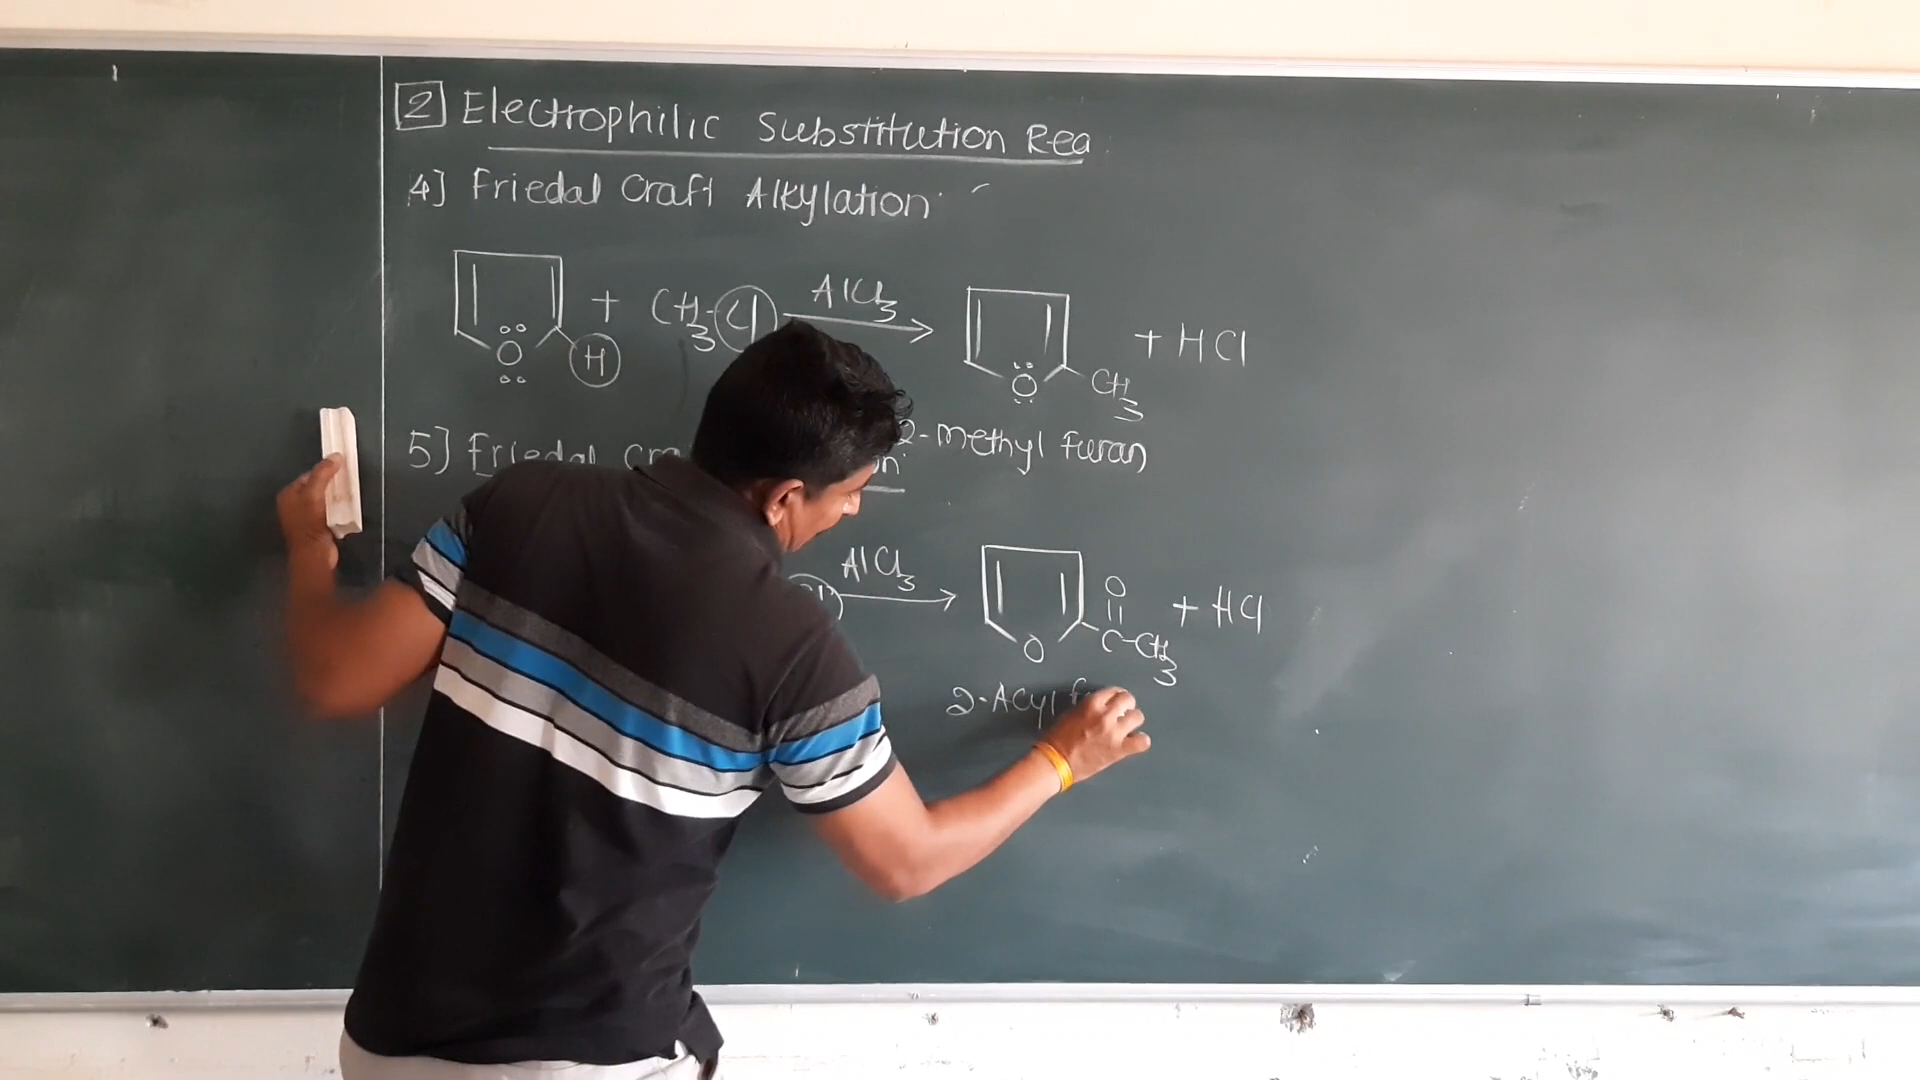 2 Electrophilic Substitution Rea
4] Friedal Craft Alkylation
O H + CH3-Cl AlCl3 O CH3 + HCl
2-methyl furan
5] Friedal
AlCl3 O O C-CH3 + HCl
2-Acyl